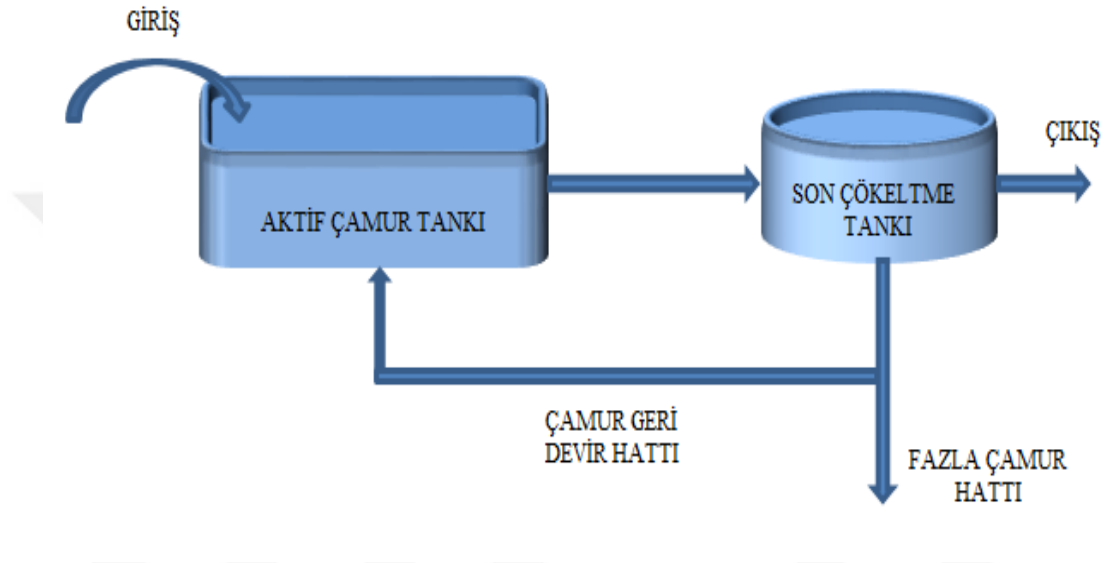 GİRİŞ
ÇIKIŞ
AKTİF ÇAMUR TANKI
SON ÇÖKELTME
TANKI
ÇAMUR GERİ
DEVİR HATTI
FAZLA ÇAMUR
HATTI